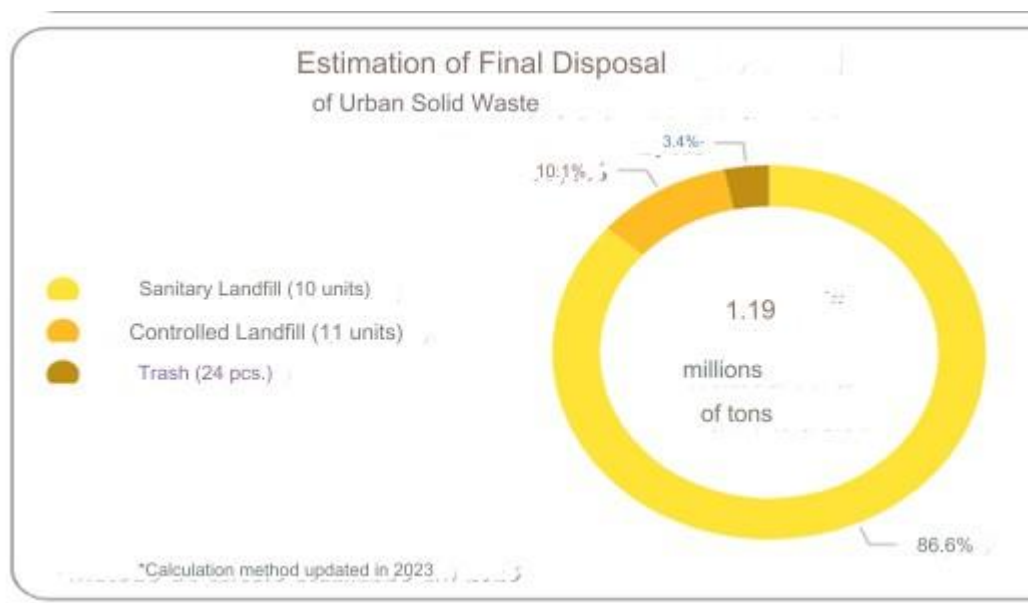 Estimation of Final Disposal
of Urban Solid Waste
3.4%
10.1%
Sanitary Landfill (10 units)
Controlled Landfill (11 units)
Trash (24 pcs.)
1.19
millions
of tons
86.6%
*Calculation method updated in 2023